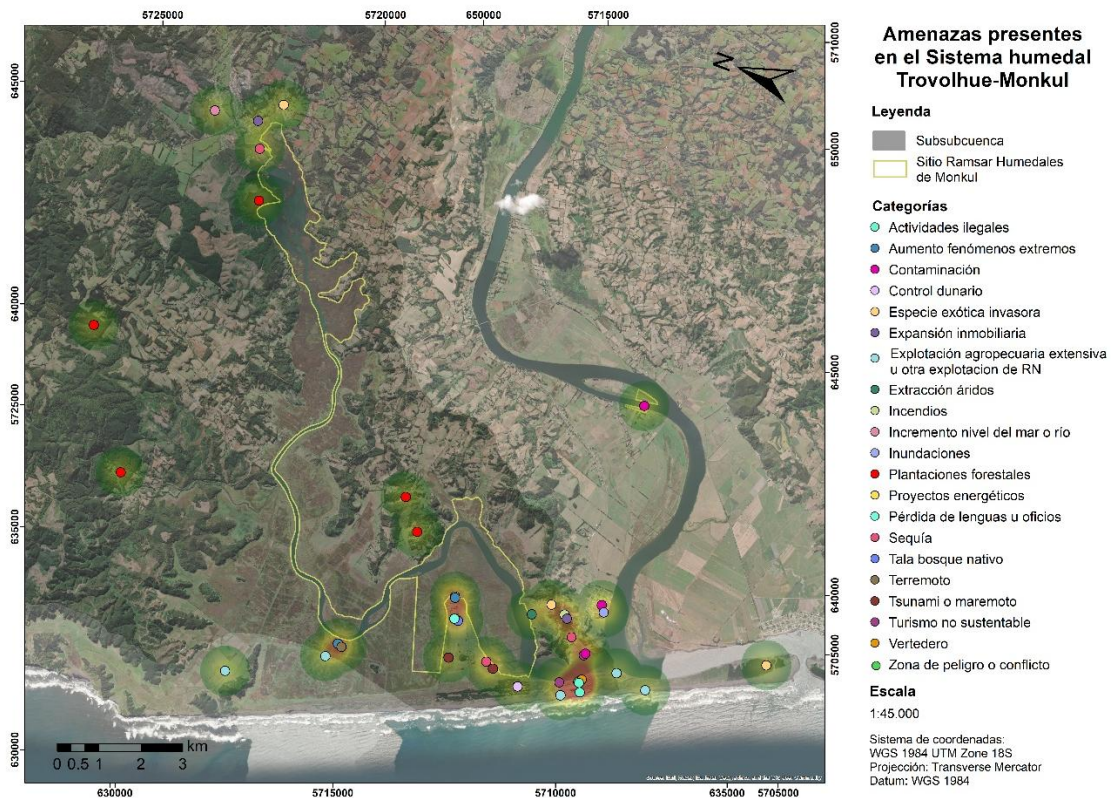 5725000
5720000
650000
5715000
5710000
650000
645000
640000
5705000
645000
640000
5725000
635000
630000
630000
5715000
5710000
635000
5705000
N
0 0.5 1 2 3 km
Amenazas presentes
en el Sistema humedal
Trovolhue-Monkul
Leyenda
Subsubcuenca
Sitio Ramsar Humedales
de Monkul
Categorías
Actividades ilegales
Aumento fenómenos extremos
Contaminación
Control dunario
Especie exótica invasora
Expansión inmobiliaria
Explotación agropecuaria extensiva
u otra explotacion de RN
Extracción áridos
Incendios
Incremento nivel del mar o río
Inundaciones
Plantaciones forestales
Proyectos energéticos
Pérdida de lenguas u oficios
Sequía
Tala bosque nativo
Terremoto
Tsunami o maremoto
Turismo no sustentable
Vertedero
Zona de peligro o conflicto
Escala
1:45.000
Sistema de coordenadas:
WGS 1984 UTM Zone 18S
Projección: Transverse Mercator
Datum: WGS 1984